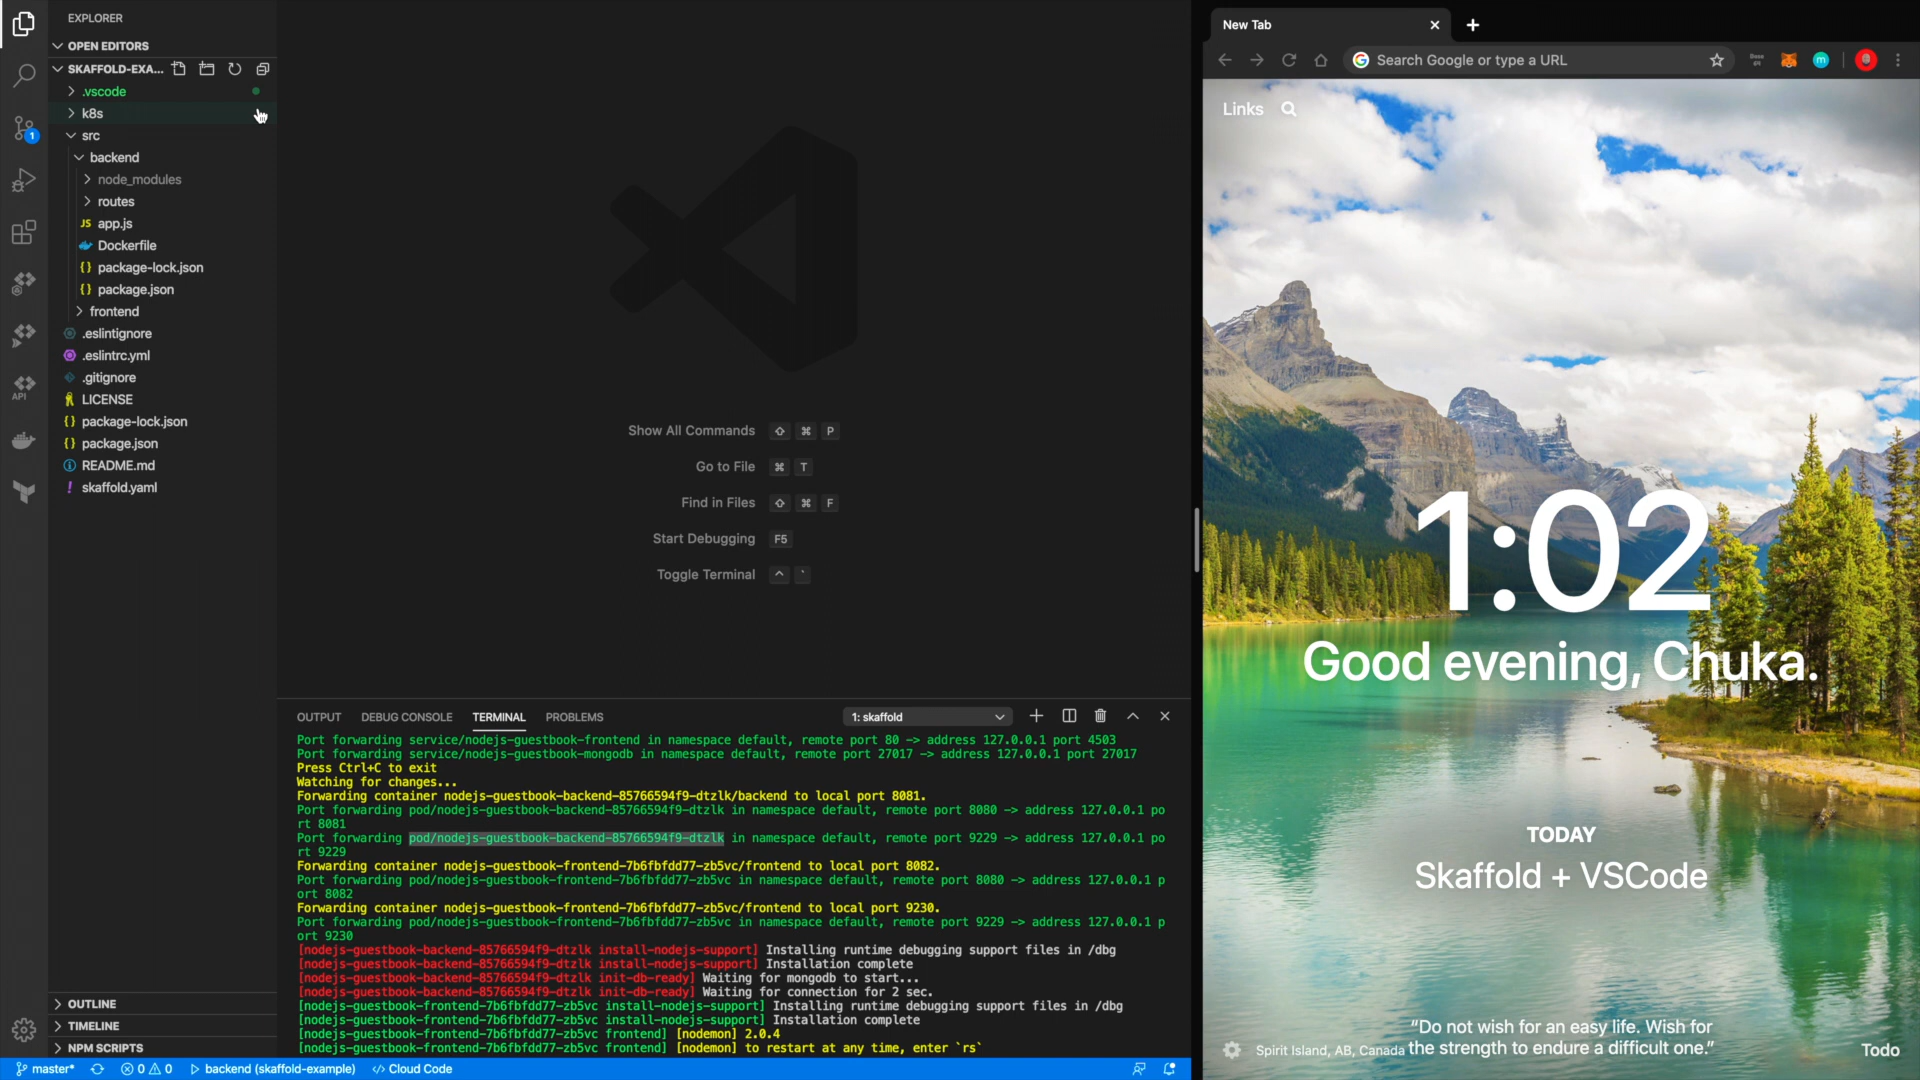 EXPLORER
OPEN EDITORS
SKAFFOLD-EXA...
.vscode
k8s
src
backend
node_modules
routes
JS app.js
Dockerfile
{} package-lock.json
{} package.json
frontend
.eslintignore
.eslintrc.yml
.gitignore
LICENSE
{} package-lock.json
{} package.json
README.md
! skaffold.yaml
OUTLINE
TIMELINE
NPM SCRIPTS
1
API
Show All Commands ⇧ ⌘ P
Go to File ⌘ T
Find in Files ⇧ ⌘ F
Start Debugging F5
Toggle Terminal ^ `
OUTPUT DEBUG CONSOLE TERMINAL PROBLEMS 1: skaffold
Port forwarding service/nodejs-guestbook-frontend in namespace default, remote port 80 -> address 127.0.0.1 port 4503
Port forwarding service/nodejs-guestbook-mongodb in namespace default, remote port 27017 -> address 127.0.0.1 port 27017
Press Ctrl+C to exit
Watching for changes...
Forwarding container nodejs-guestbook-backend-85766594f9-dtzlk/backend to local port 8081.
Port forwarding pod/nodejs-guestbook-backend-85766594f9-dtzlk in namespace default, remote port 8080 -> address 127.0.0.1 po
rt 8081
Port forwarding pod/nodejs-guestbook-backend-85766594f9-dtzlk in namespace default, remote port 9229 -> address 127.0.0.1 po
rt 9229
Forwarding container nodejs-guestbook-frontend-7b6fbfdd77-zb5vc/frontend to local port 8082.
Port forwarding pod/nodejs-guestbook-frontend-7b6fbfdd77-zb5vc in namespace default, remote port 8080 -> address 127.0.0.1 p
ort 8082
Forwarding container nodejs-guestbook-frontend-7b6fbfdd77-zb5vc/frontend to local port 9230.
Port forwarding pod/nodejs-guestbook-frontend-7b6fbfdd77-zb5vc in namespace default, remote port 9229 -> address 127.0.0.1 p
ort 9230
[nodejs-guestbook-backend-85766594f9-dtzlk install-nodejs-support] Installing runtime debugging support files in /dbg
[nodejs-guestbook-backend-85766594f9-dtzlk install-nodejs-support] Installation complete
[nodejs-guestbook-backend-85766594f9-dtzlk init-db-ready] Waiting for mongodb to start...
[nodejs-guestbook-backend-85766594f9-dtzlk init-db-ready] Waiting for connection for 2 sec.
[nodejs-guestbook-frontend-7b6fbfdd77-zb5vc install-nodejs-support] Installing runtime debugging support files in /dbg
[nodejs-guestbook-frontend-7b6fbfdd77-zb5vc install-nodejs-support] Installation complete
[nodejs-guestbook-frontend-7b6fbfdd77-zb5vc frontend] [nodemon] 2.0.4
[nodejs-guestbook-frontend-7b6fbfdd77-zb5vc frontend] [nodemon] to restart at any time, enter `rs`
master* 0 0 backend (skaffold-example) </> Cloud Code
New Tab
Search Google or type a URL
m
Links
1:02
Good evening, Chuka.
TODAY
Skaffold + VSCode
“Do not wish for an easy life. Wish for
the strength to endure a difficult one.”
Spirit Island, AB, Canada
Todo